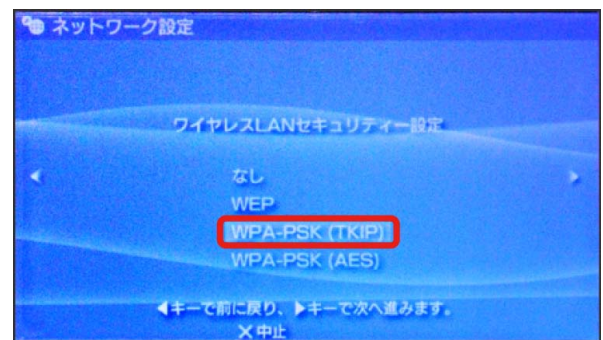 ネットワーク設定
ワイヤレスLANセキュリティー設定
なし
WEP
WPA-PSK (TKIP)
WPA-PSK (AES)
◀キーで前に戻り、▶キーで次へ進みます。
✕中止